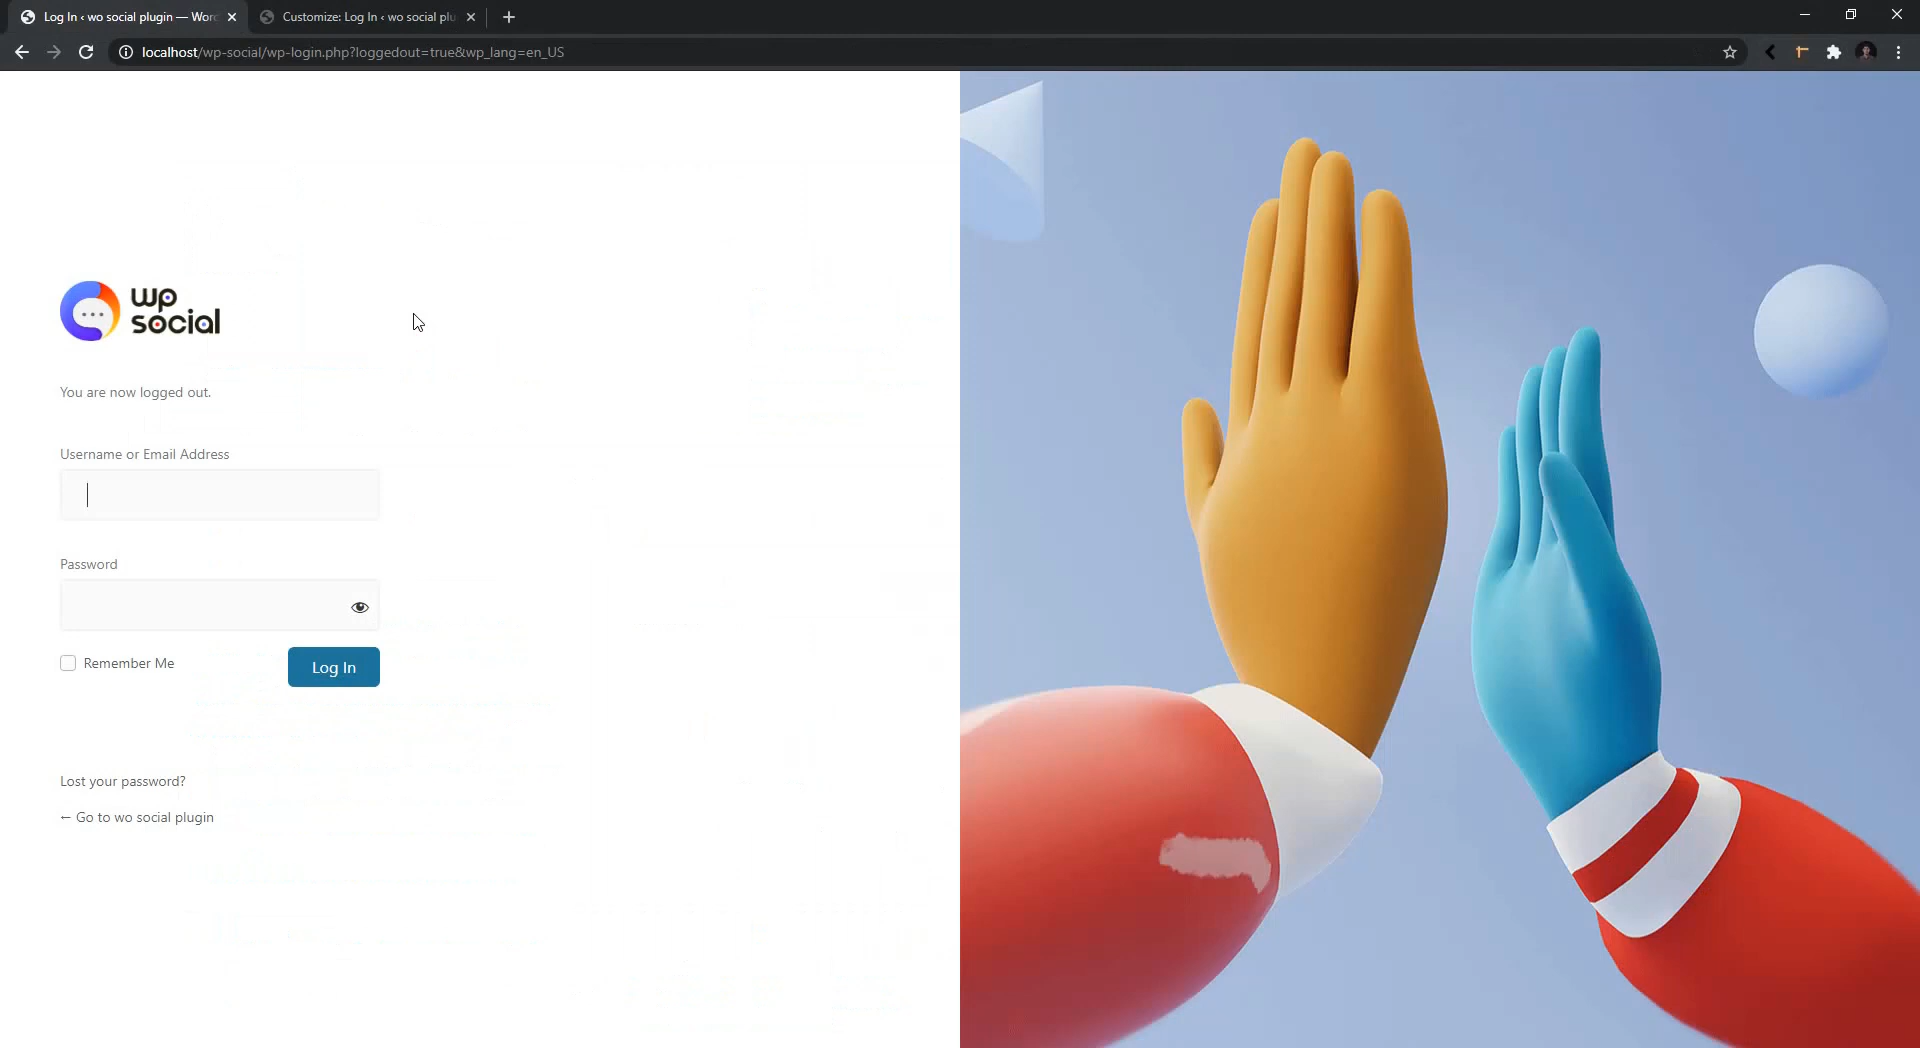 Log In ‹ wo social plugin — Wor
Customize: Log In ‹ wo social plu
localhost/wp-social/wp-login.php?loggedout=true&wp_lang=en_US
wp
social
You are now logged out.
Username or Email Address
Password
Remember Me
Log In
Lost your password?
← Go to wo social plugin